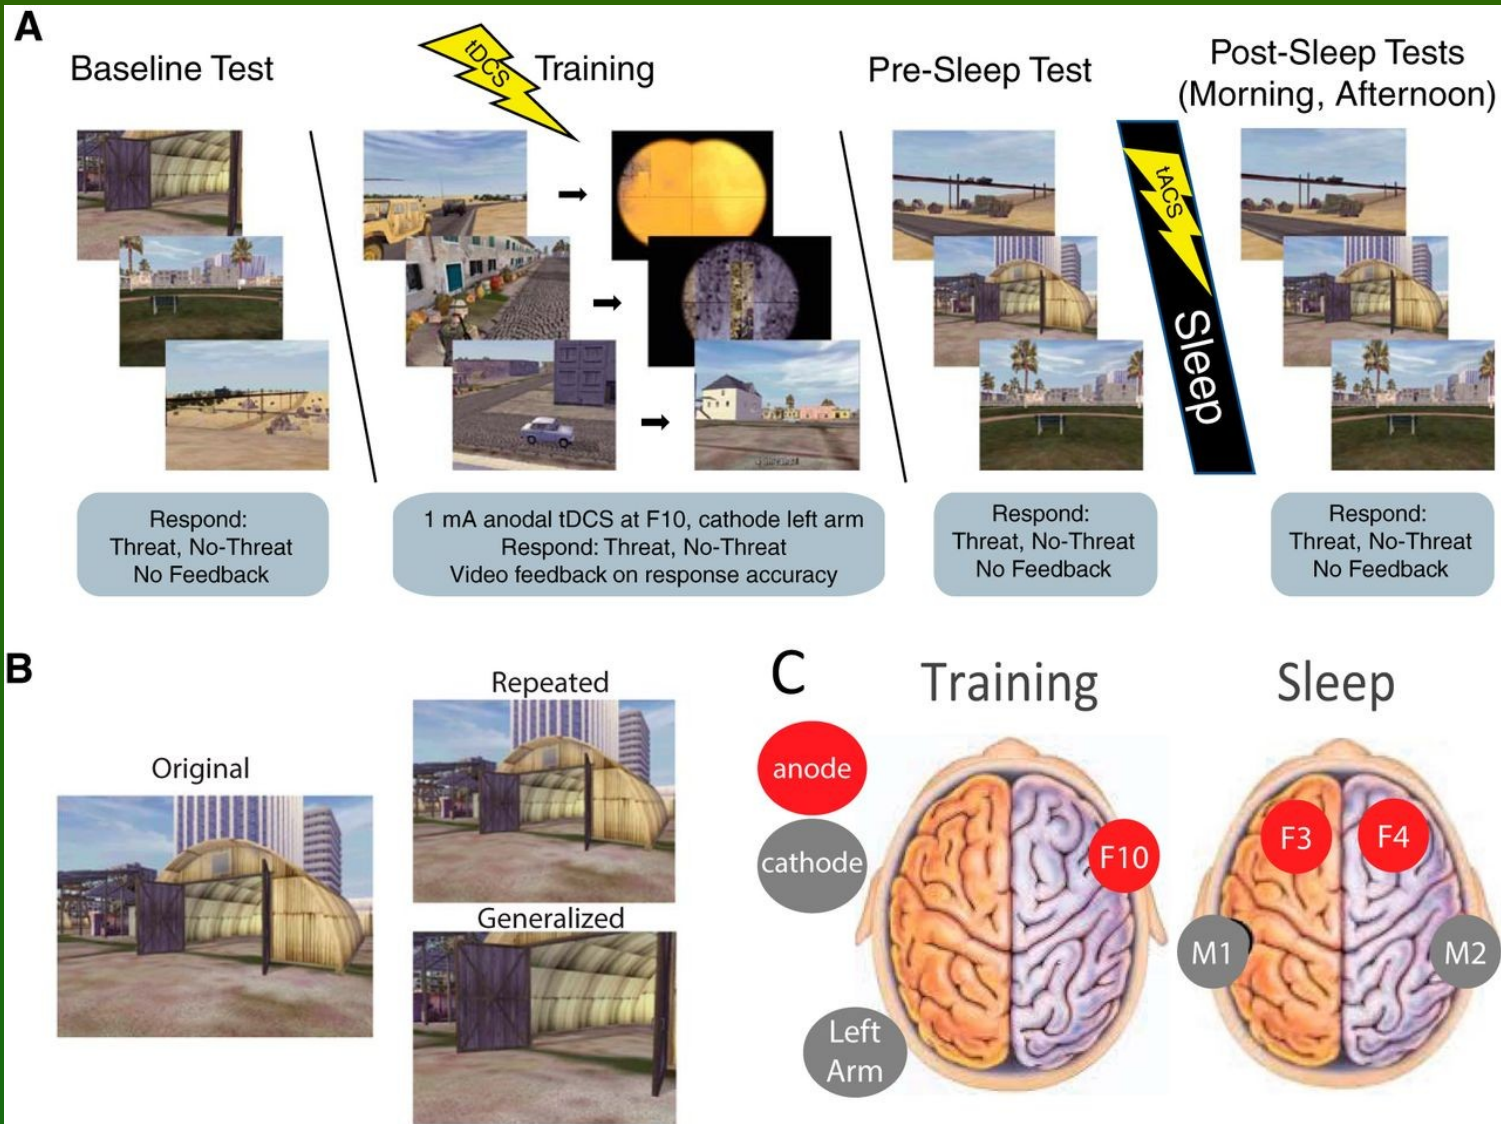 A
Baseline Test
tDCS
Training
Pre-Sleep Test
Post-Sleep Tests
(Morning, Afternoon)
tACS
Sleep
Respond:
Threat, No-Threat
No Feedback
1 mA anodal tDCS at F10, cathode left arm
Respond: Threat, No-Threat
Video feedback on response accuracy
Respond:
Threat, No-Threat
No Feedback
Respond:
Threat, No-Threat
No Feedback
B
Original
Repeated
Generalized
C
Training
Sleep
anode
cathode
F10
Left
Arm
F3
F4
M1
M2